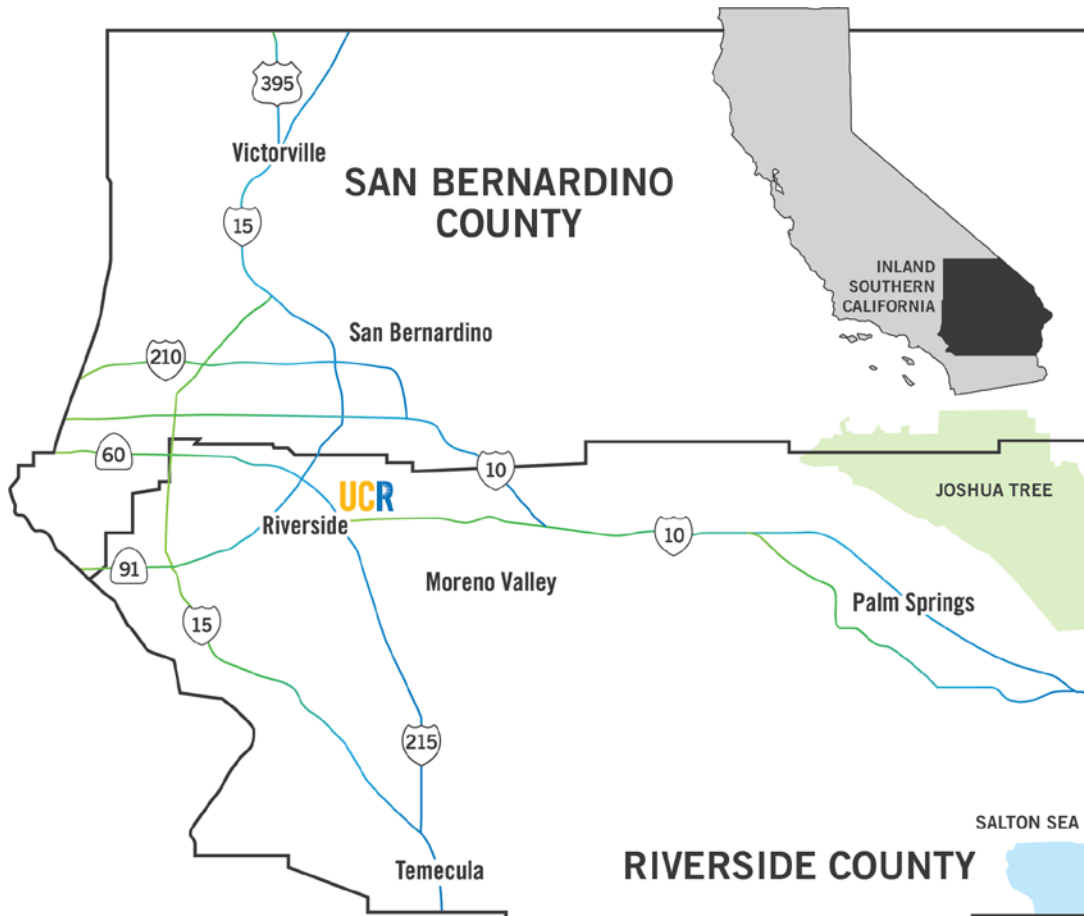 395
Victorville
SAN BERNARDINO
COUNTY
15
INLAND
SOUTHERN
CALIFORNIA
San Bernardino
210
60
10
JOSHUA TREE
UCR
Riverside
10
91
Moreno Valley
Palm Springs
15
215
SALTON SEA
RIVERSIDE COUNTY
Temecula